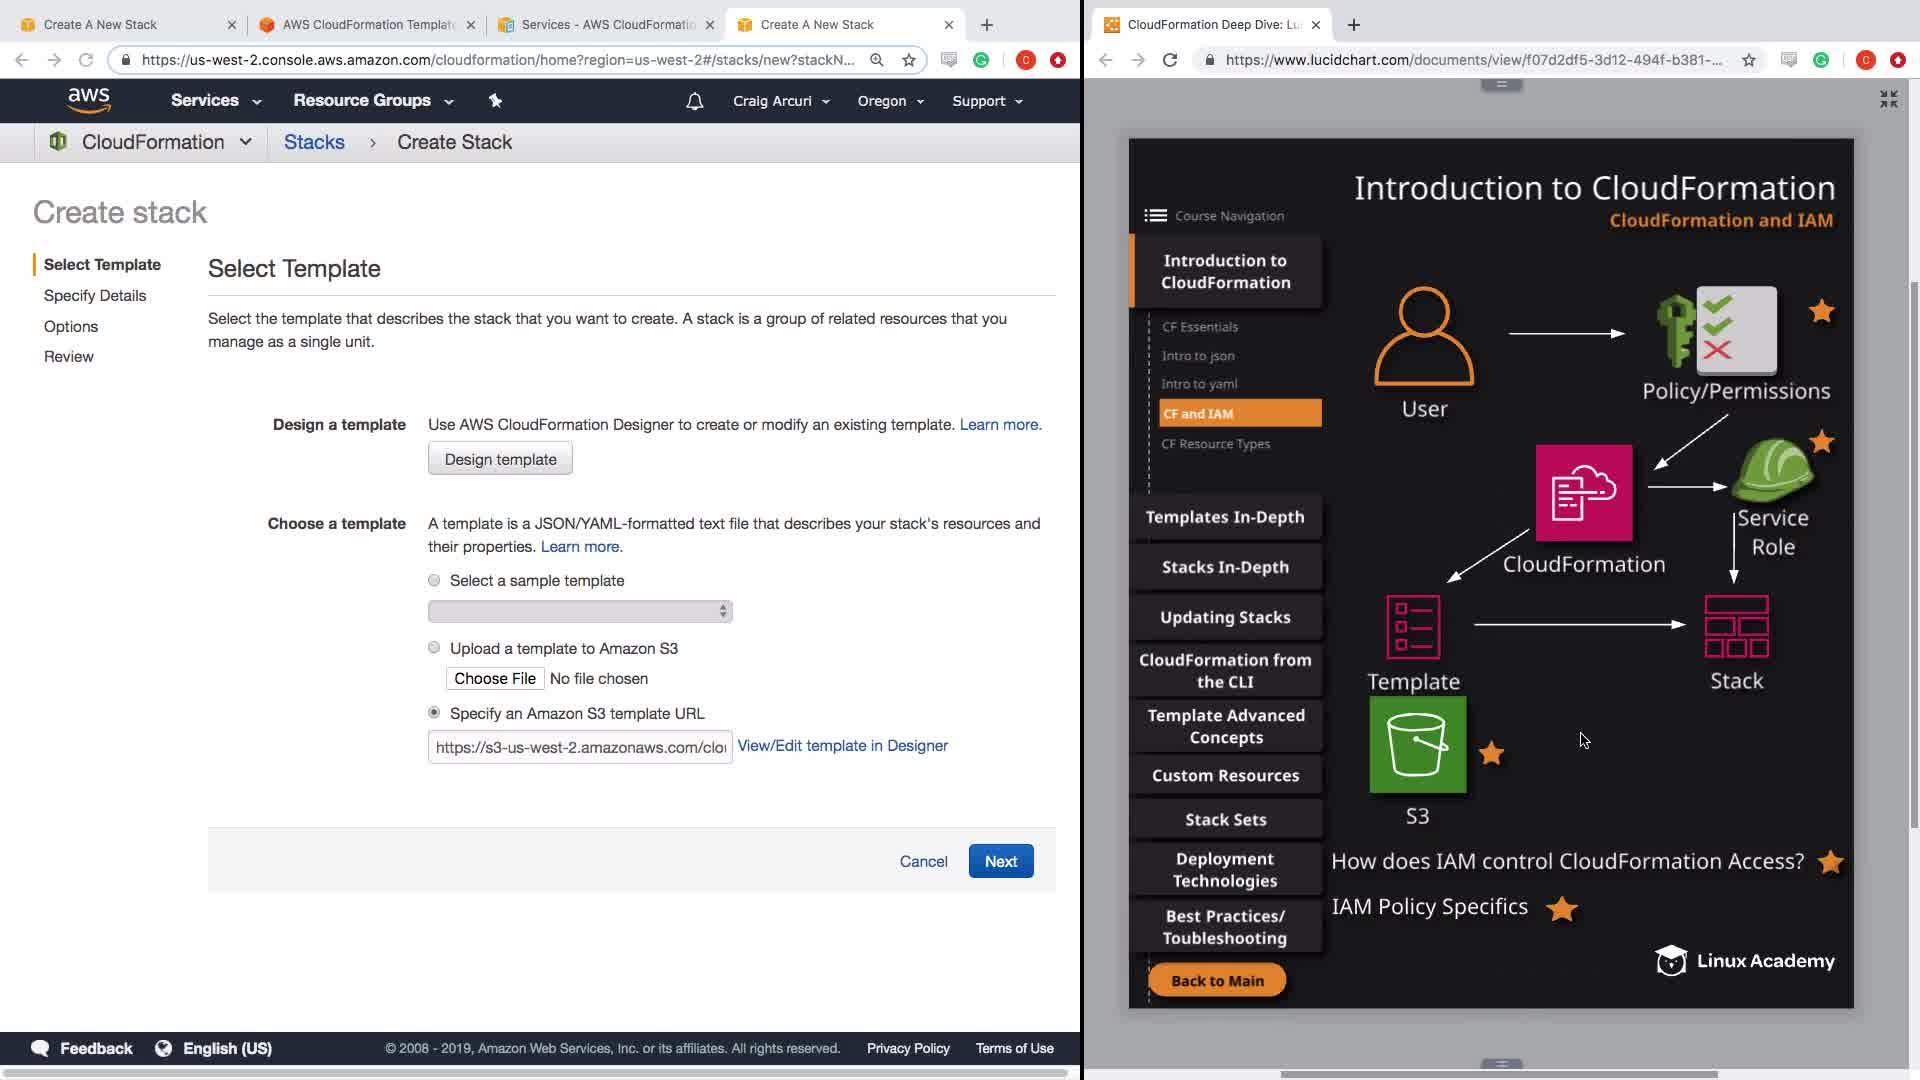 Create A New Stack
AWS CloudFormation Template
Services - AWS CloudFormatio
Create A New Stack
https://us-west-2.console.aws.amazon.com/cloudformation/home?region=us-west-2#/stacks/new?stackN...
aws
Services
Resource Groups
Craig Arcuri
Oregon
Support
CloudFormation
Stacks
Create Stack
Create stack
Select Template
Specify Details
Options
Review
Select Template
Select the template that describes the stack that you want to create. A stack is a group of related resources that you
manage as a single unit.
Design a template
Use AWS CloudFormation Designer to create or modify an existing template. Learn more.
Design template
Choose a template
A template is a JSON/YAML-formatted text file that describes your stack's resources and
their properties. Learn more.
Select a sample template
Upload a template to Amazon S3
Choose File No file chosen
Specify an Amazon S3 template URL
https://s3-us-west-2.amazonaws.com/clou
View/Edit template in Designer
Cancel
Next
Feedback
English (US)
© 2008 - 2019, Amazon Web Services, Inc. or its affiliates. All rights reserved.
Privacy Policy
Terms of Use
CloudFormation Deep Dive: Lu
https://www.lucidchart.com/documents/view/f07d2df5-3d12-494f-b381-...
Introduction to CloudFormation
CloudFormation and IAM
Course Navigation
Introduction to
CloudFormation
CF Essentials
Intro to json
Intro to yaml
CF and IAM
CF Resource Types
Templates In-Depth
Stacks In-Depth
Updating Stacks
CloudFormation from
the CLI
Template Advanced
Concepts
Custom Resources
Stack Sets
Deployment
Technologies
Best Practices/
Toubleshooting
Back to Main
User
Policy/Permissions
CloudFormation
Service
Role
Template
Stack
S3
How does IAM control CloudFormation Access?
IAM Policy Specifics
Linux Academy